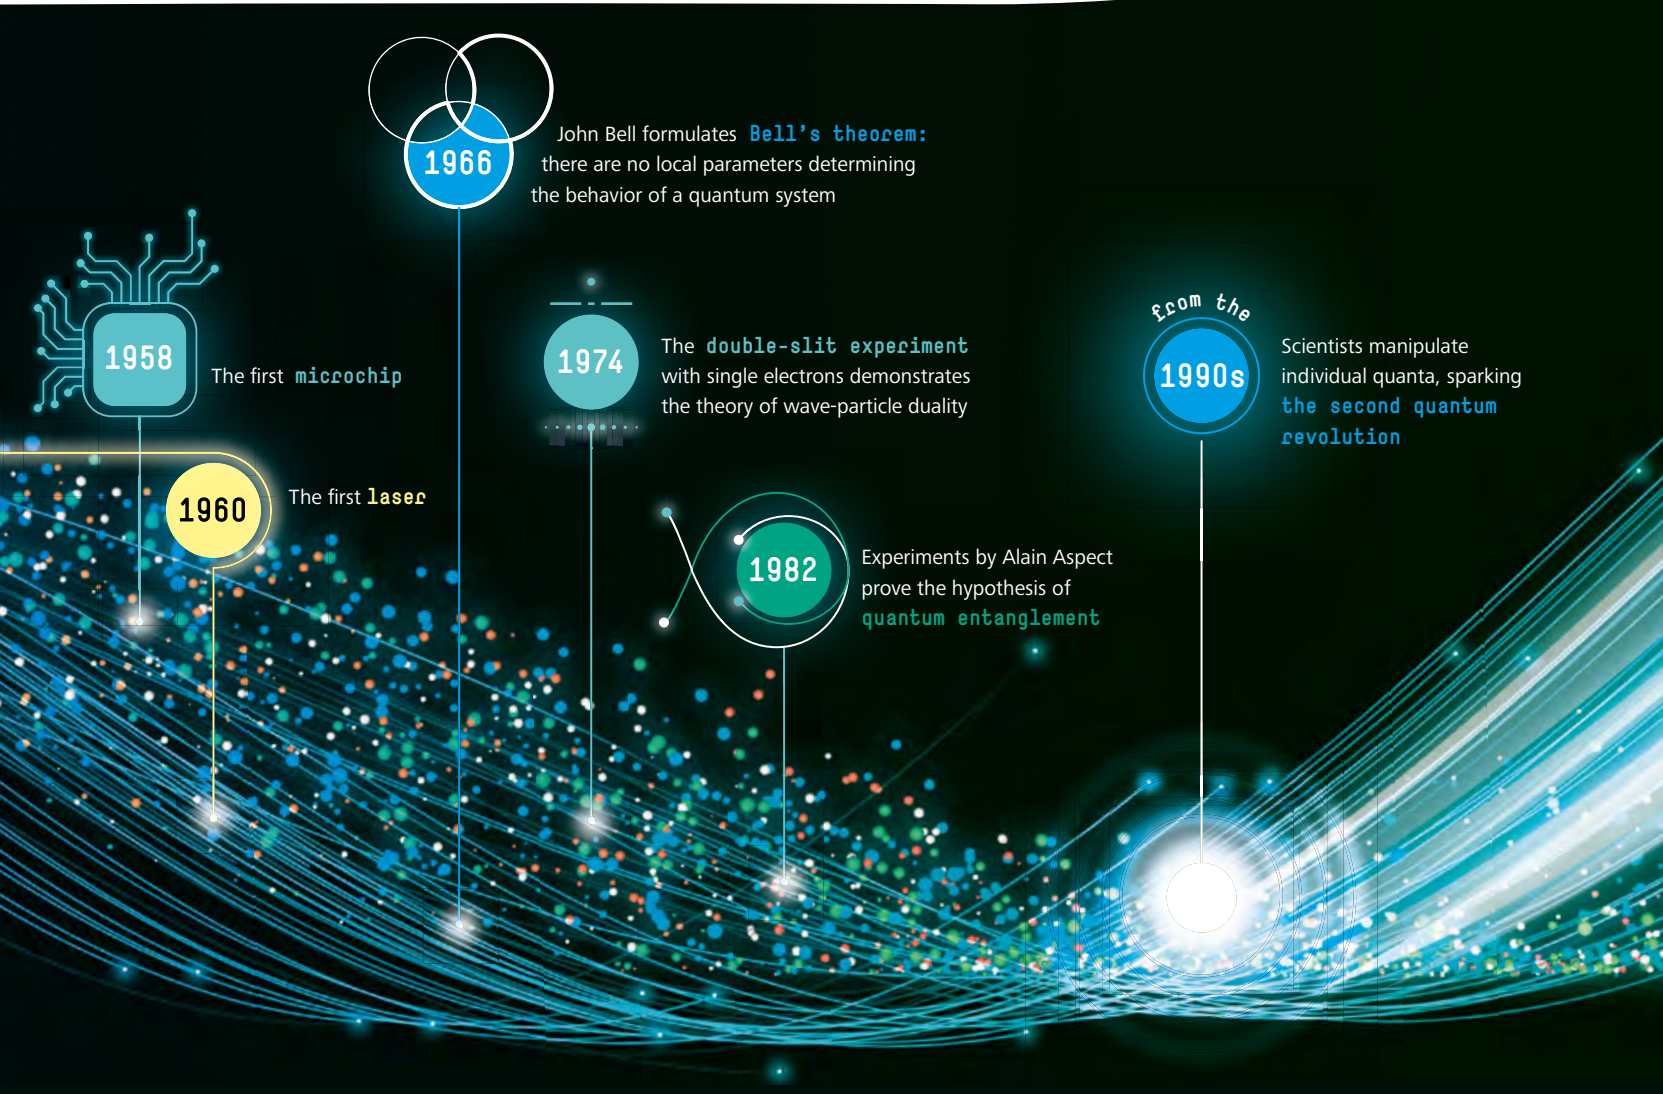 1958
The first microchip
1960
The first laser
1966
John Bell formulates Bell's theorem:
there are no local parameters determining
the behavior of a quantum system
1974
The double-slit experiment
with single electrons demonstrates
the theory of wave-particle duality
1982
Experiments by Alain Aspect
prove the hypothesis of
quantum entanglement
from the
1990s
Scientists manipulate
individual quanta, sparking
the second quantum
revolution